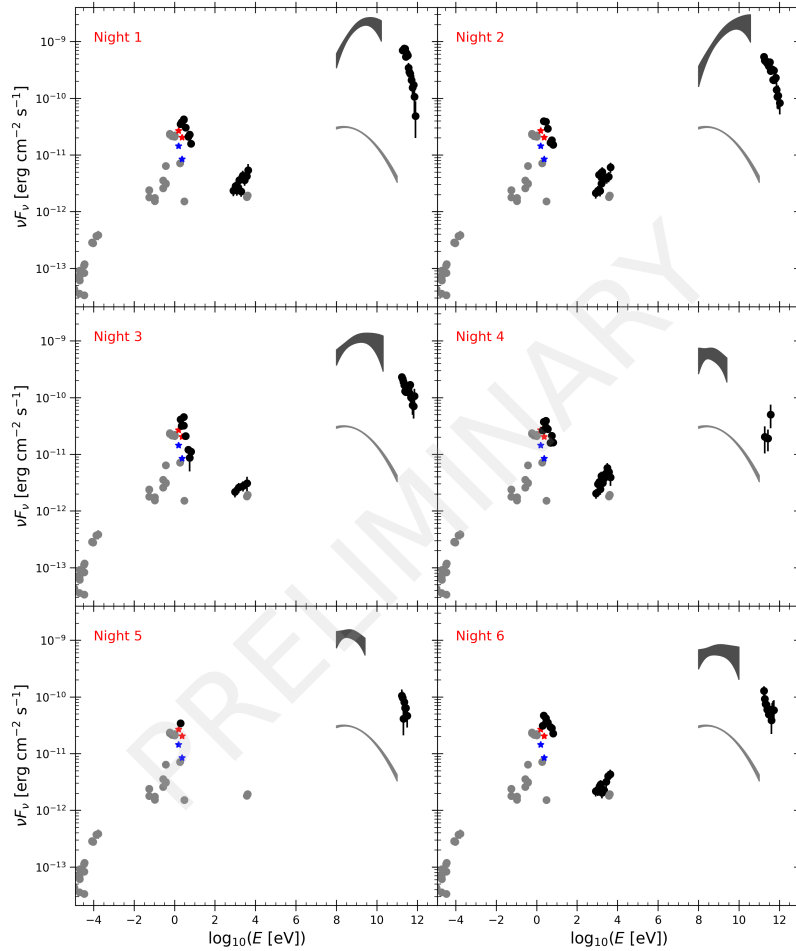 Night 1
Night 2
10⁻⁹
10⁻¹⁰
10⁻¹¹
10⁻¹²
10⁻¹³
νFν [erg cm⁻² s⁻¹]
Night 3
Night 4
10⁻⁹
10⁻¹⁰
10⁻¹¹
10⁻¹²
10⁻¹³
νFν [erg cm⁻² s⁻¹]
PRELIMINARY
Night 5
Night 6
10⁻⁹
10⁻¹⁰
10⁻¹¹
10⁻¹²
10⁻¹³
νFν [erg cm⁻² s⁻¹]
−4 −2 0 2 4 6 8 10 12
−4 −2 0 2 4 6 8 10 12
log₁₀(E [eV])
log₁₀(E [eV])